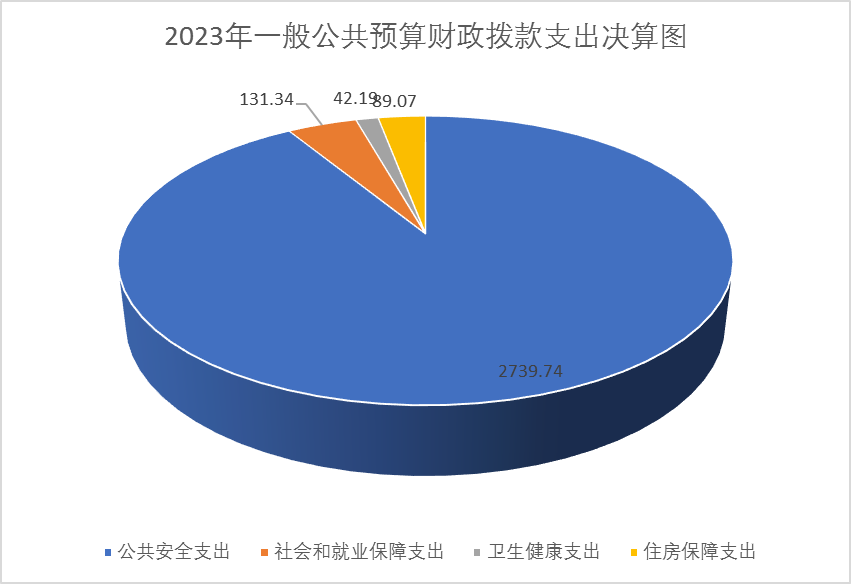 2023年一般公共预算财政拨款支出决算图
131.34
42.19
89.07
2739.74
公共安全支出
社会和就业保障支出
卫生健康支出
住房保障支出